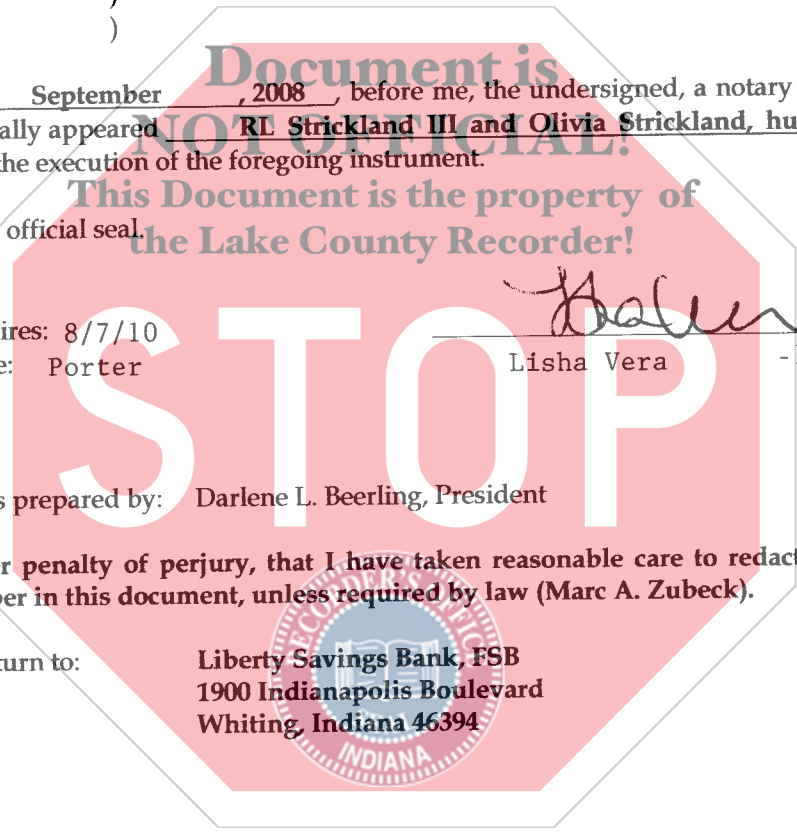 )
)
Document is
September , 2008 , before me, the undersigned, a notary
ally appeared RL Strickland III and Olivia Strickland, hu
NOT OFFICIAL!
the execution of the foregoing instrument.
This Document is the property of
official seal.
the Lake County Recorder!
ires: 8/7/10
e: Porter
Lisha Vera -
STOP
s prepared by: Darlene L. Beerling, President
r penalty of perjury, that I have taken reasonable care to redact
ber in this document, unless required by law (Marc A. Zubeck).
RECORDER'S OFFICE
turn to: Liberty Savings Bank, FSB
1900 Indianapolis Boulevard
Whiting, Indiana 46394
INDIANA